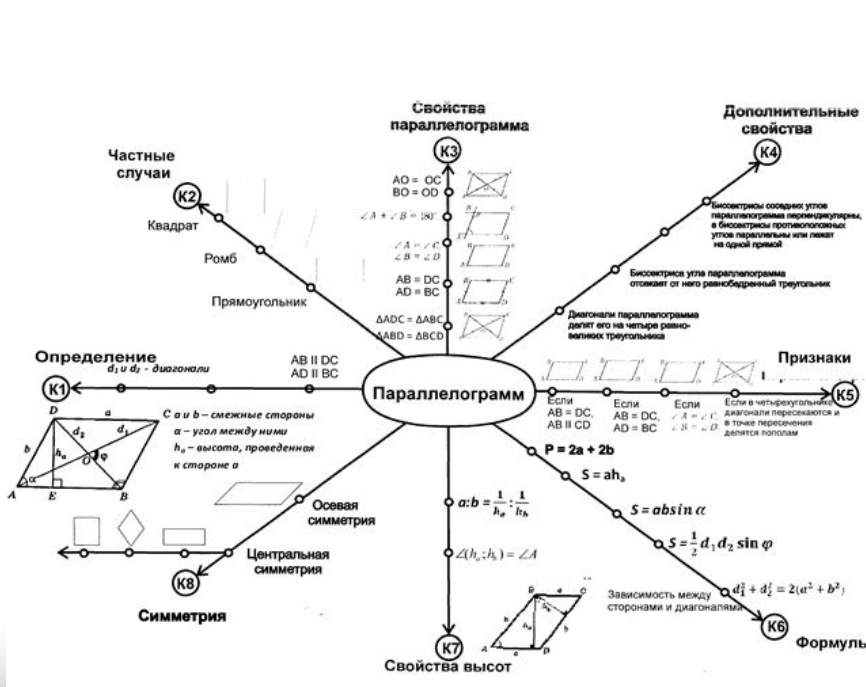 Свойства
параллелограмма
К3
АО = ОС
ВО = OD
∠A + ∠B = 180°
∠A = ∠C
∠B = ∠D
AB = DC
AD = BC
ΔADC = ΔABC
ΔABD = ΔBCD
Дополнительные
свойства
К4
Биссектрисы соседних углов
параллелограмма перпендикулярны,
а биссектрисы противоположных
углов параллельны или лежат
на одной прямой
Биссектриса угла параллелограмма
отсекает от него равнобедренный треугольник
Диагонали параллелограмма
делят его на четыре равно-
великих треугольника
Частные
случаи
К2
Квадрат
Ромб
Прямоугольник
Определение
К1
d₁ и d₂ - диагонали
AB II DC
AD II BC
D a C
b d₂ d₁
hₐ O φ
α
A E B
a и b – смежные стороны
α – угол между ними
hₐ – высота, проведенная
к стороне a
Параллелограмм
Признаки
К5
Если
AB = DC,
AB II CD
Если
AB = DC,
AD = BC
Если
∠A = ∠C,
∠B = ∠D
Если в четырехугольнике
диагонали пересекаются и
в точке пересечения
делятся пополам
P = 2a + 2b
S = ahₐ
S = absin α
S = 1/2 d₁ d₂ sin φ
d₁² + d₂² = 2(a² + b²)
Зависимость между
сторонами и диагоналями
К6
Формулы
a:b = 1/hₐ : 1/h_b
∠(hₐ; h_b) = ∠A
К7
Свойства высот
Осевая
симметрия
Центральная
симметрия
К8
Симметрия